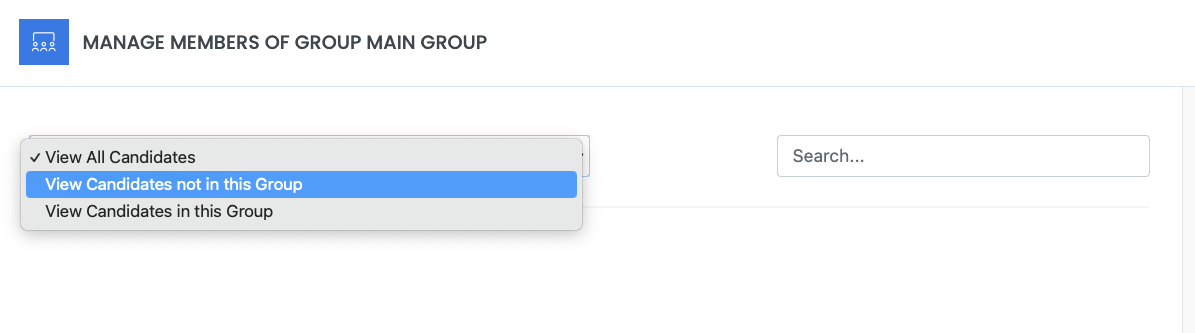 MANAGE MEMBERS OF GROUP MAIN GROUP
✓ View All Candidates
View Candidates not in this Group
View Candidates in this Group
Search...